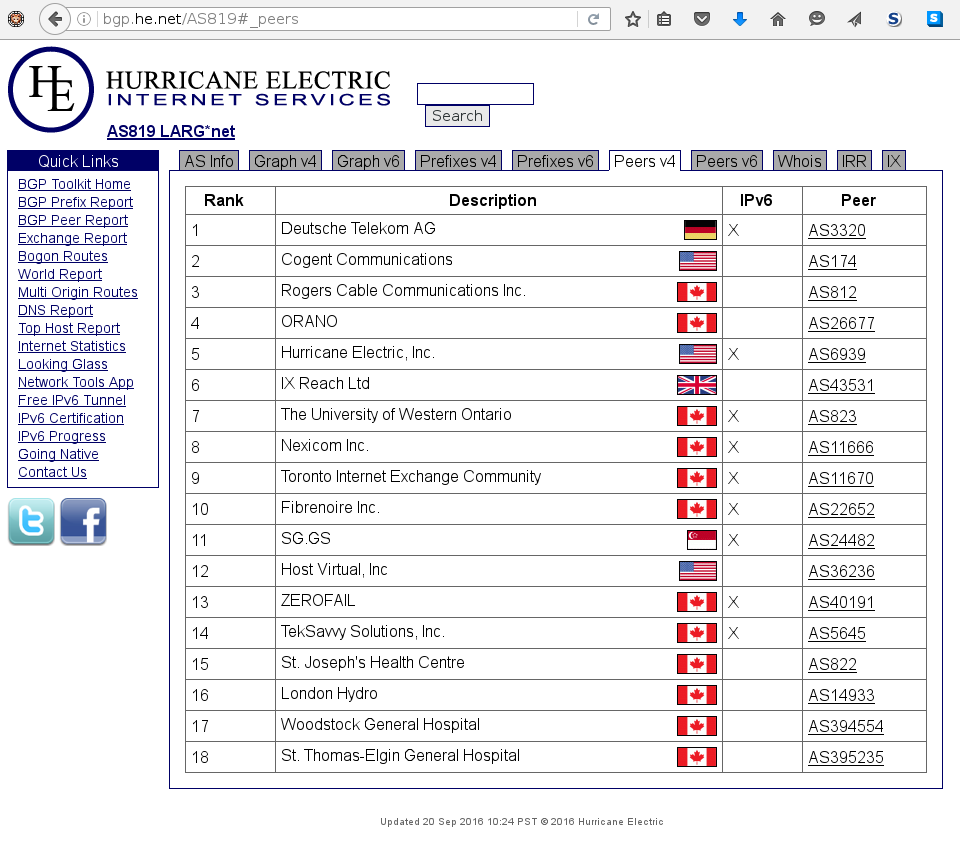 bgp.he.net/AS819#_peers
HE
HURRICANE ELECTRIC
INTERNET SERVICES
Search
AS819 LARG*net
Quick Links
BGP Toolkit Home
BGP Prefix Report
BGP Peer Report
Exchange Report
Bogon Routes
World Report
Multi Origin Routes
DNS Report
Top Host Report
Internet Statistics
Looking Glass
Network Tools App
Free IPv6 Tunnel
IPv6 Certification
IPv6 Progress
Going Native
Contact Us
AS Info Graph v4 Graph v6 Prefixes v4 Prefixes v6 Peers v4 Peers v6 Whois IRR IX
Rank Description IPv6 Peer
1 Deutsche Telekom AG X AS3320
2 Cogent Communications AS174
3 Rogers Cable Communications Inc. AS812
4 ORANO AS26677
5 Hurricane Electric, Inc. X AS6939
6 IX Reach Ltd AS43531
7 The University of Western Ontario X AS823
8 Nexicom Inc. X AS11666
9 Toronto Internet Exchange Community X AS11670
10 Fibrenoire Inc. X AS22652
11 SG.GS X AS24482
12 Host Virtual, Inc AS36236
13 ZEROFAIL X AS40191
14 TekSavvy Solutions, Inc. X AS5645
15 St. Joseph's Health Centre AS822
16 London Hydro AS14933
17 Woodstock General Hospital AS394554
18 St. Thomas-Elgin General Hospital AS395235
Updated 20 Sep 2016 10:24 PST © 2016 Hurricane Electric